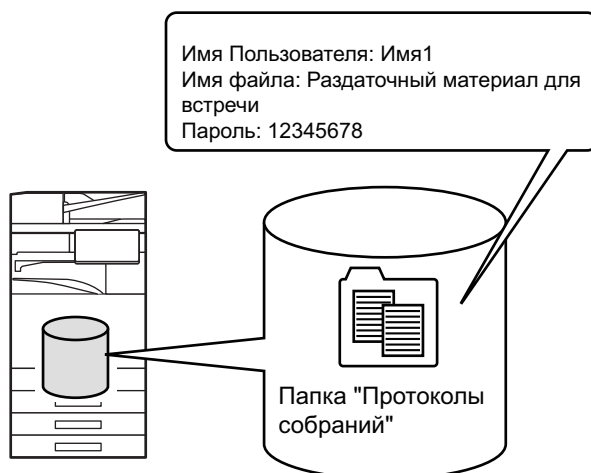 Имя Пользователя: Имя1
Имя файла: Раздаточный материал для
встречи
Пароль: 12345678
Папка "Протоколы
собраний"